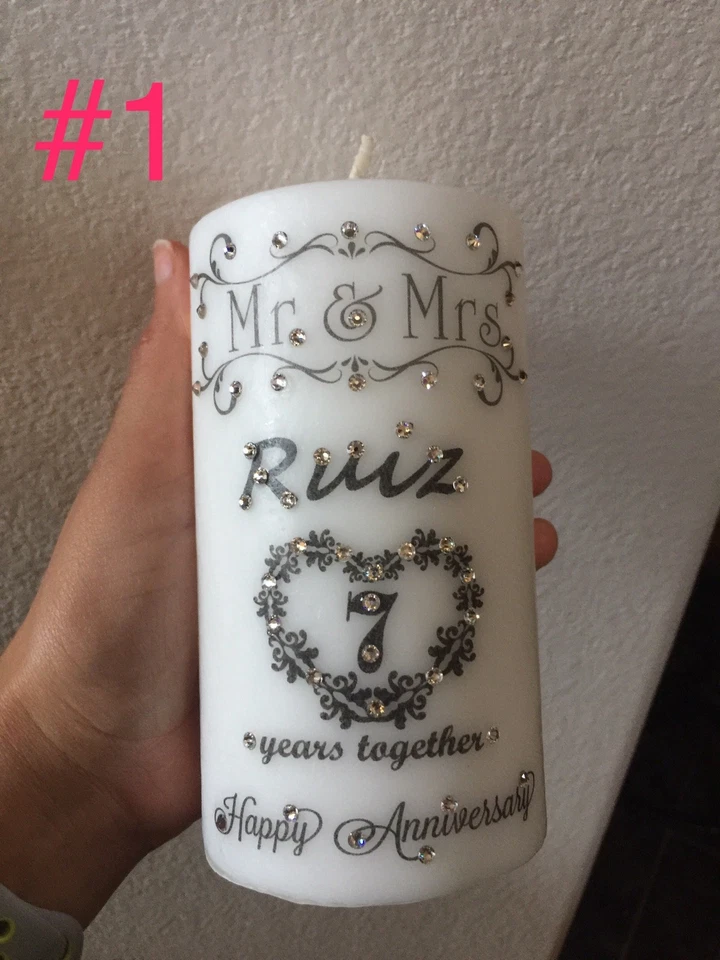 #1
Mr. & Mrs.
Ruiz
7
years together
Happy Anniversary